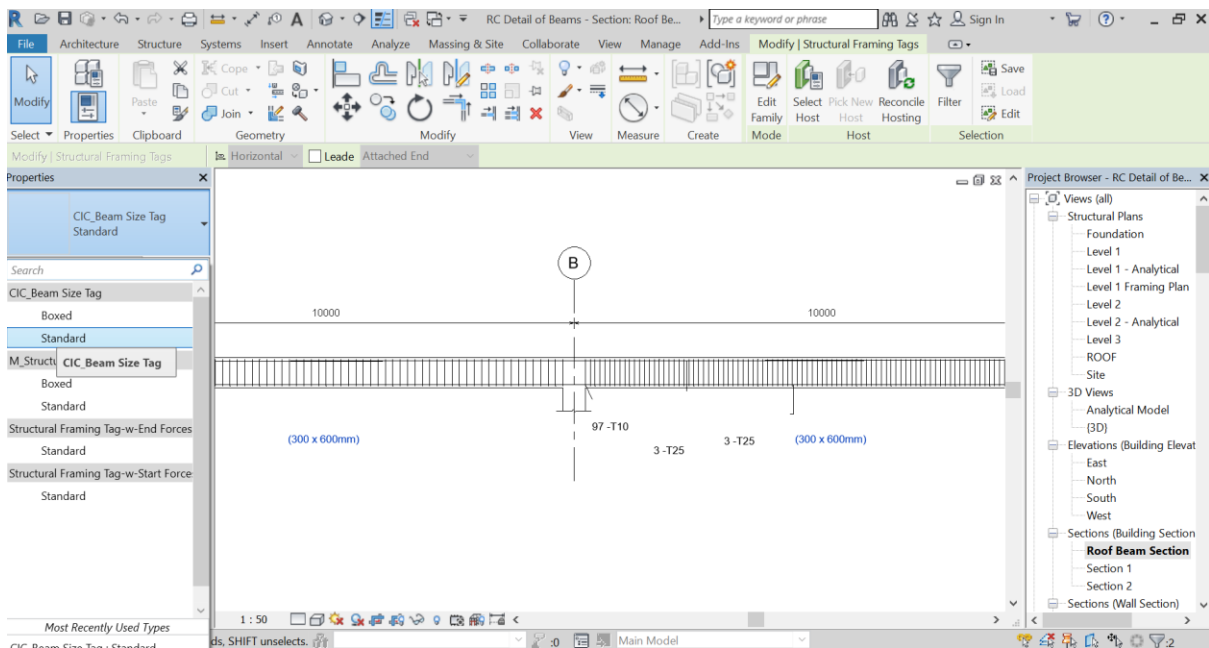 RC Detail of Beams - Section: Roof Be...
Type a keyword or phrase
Sign In
File Architecture Structure Systems Insert Annotate Analyze Massing & Site Collaborate View Manage Add-Ins Modify | Structural Framing Tags
Modify
Paste
Cope
Cut
Join
Edit Family
Select Host
Pick New Host
Reconcile Hosting
Filter
Save
Load
Edit
Select Properties Clipboard Geometry Modify View Measure Create Mode Host Selection
Modify | Structural Framing Tags Horizontal Leade Attached End
Properties
CIC_Beam Size Tag
Standard
Search
CIC_Beam Size Tag
Boxed
Standard
M_Structu
CIC_Beam Size Tag
Boxed
Standard
Structural Framing Tag-w-End Forces
Standard
Structural Framing Tag-w-Start Force
Standard
Most Recently Used Types
CIC_Beam Size Tag : Standard
B
10000 10000
97 -T10
(300 x 600mm) 3 -T25 (300 x 600mm)
3 -T25
1 : 50
ds, SHIFT unselects.
:0
Main Model
:2
Project Browser - RC Detail of Be...
Views (all)
Structural Plans
Foundation
Level 1
Level 1 - Analytical
Level 1 Framing Plan
Level 2
Level 2 - Analytical
Level 3
ROOF
Site
3D Views
Analytical Model
{3D}
Elevations (Building Elevat
East
North
South
West
Sections (Building Section
Roof Beam Section
Section 1
Section 2
Sections (Wall Section)